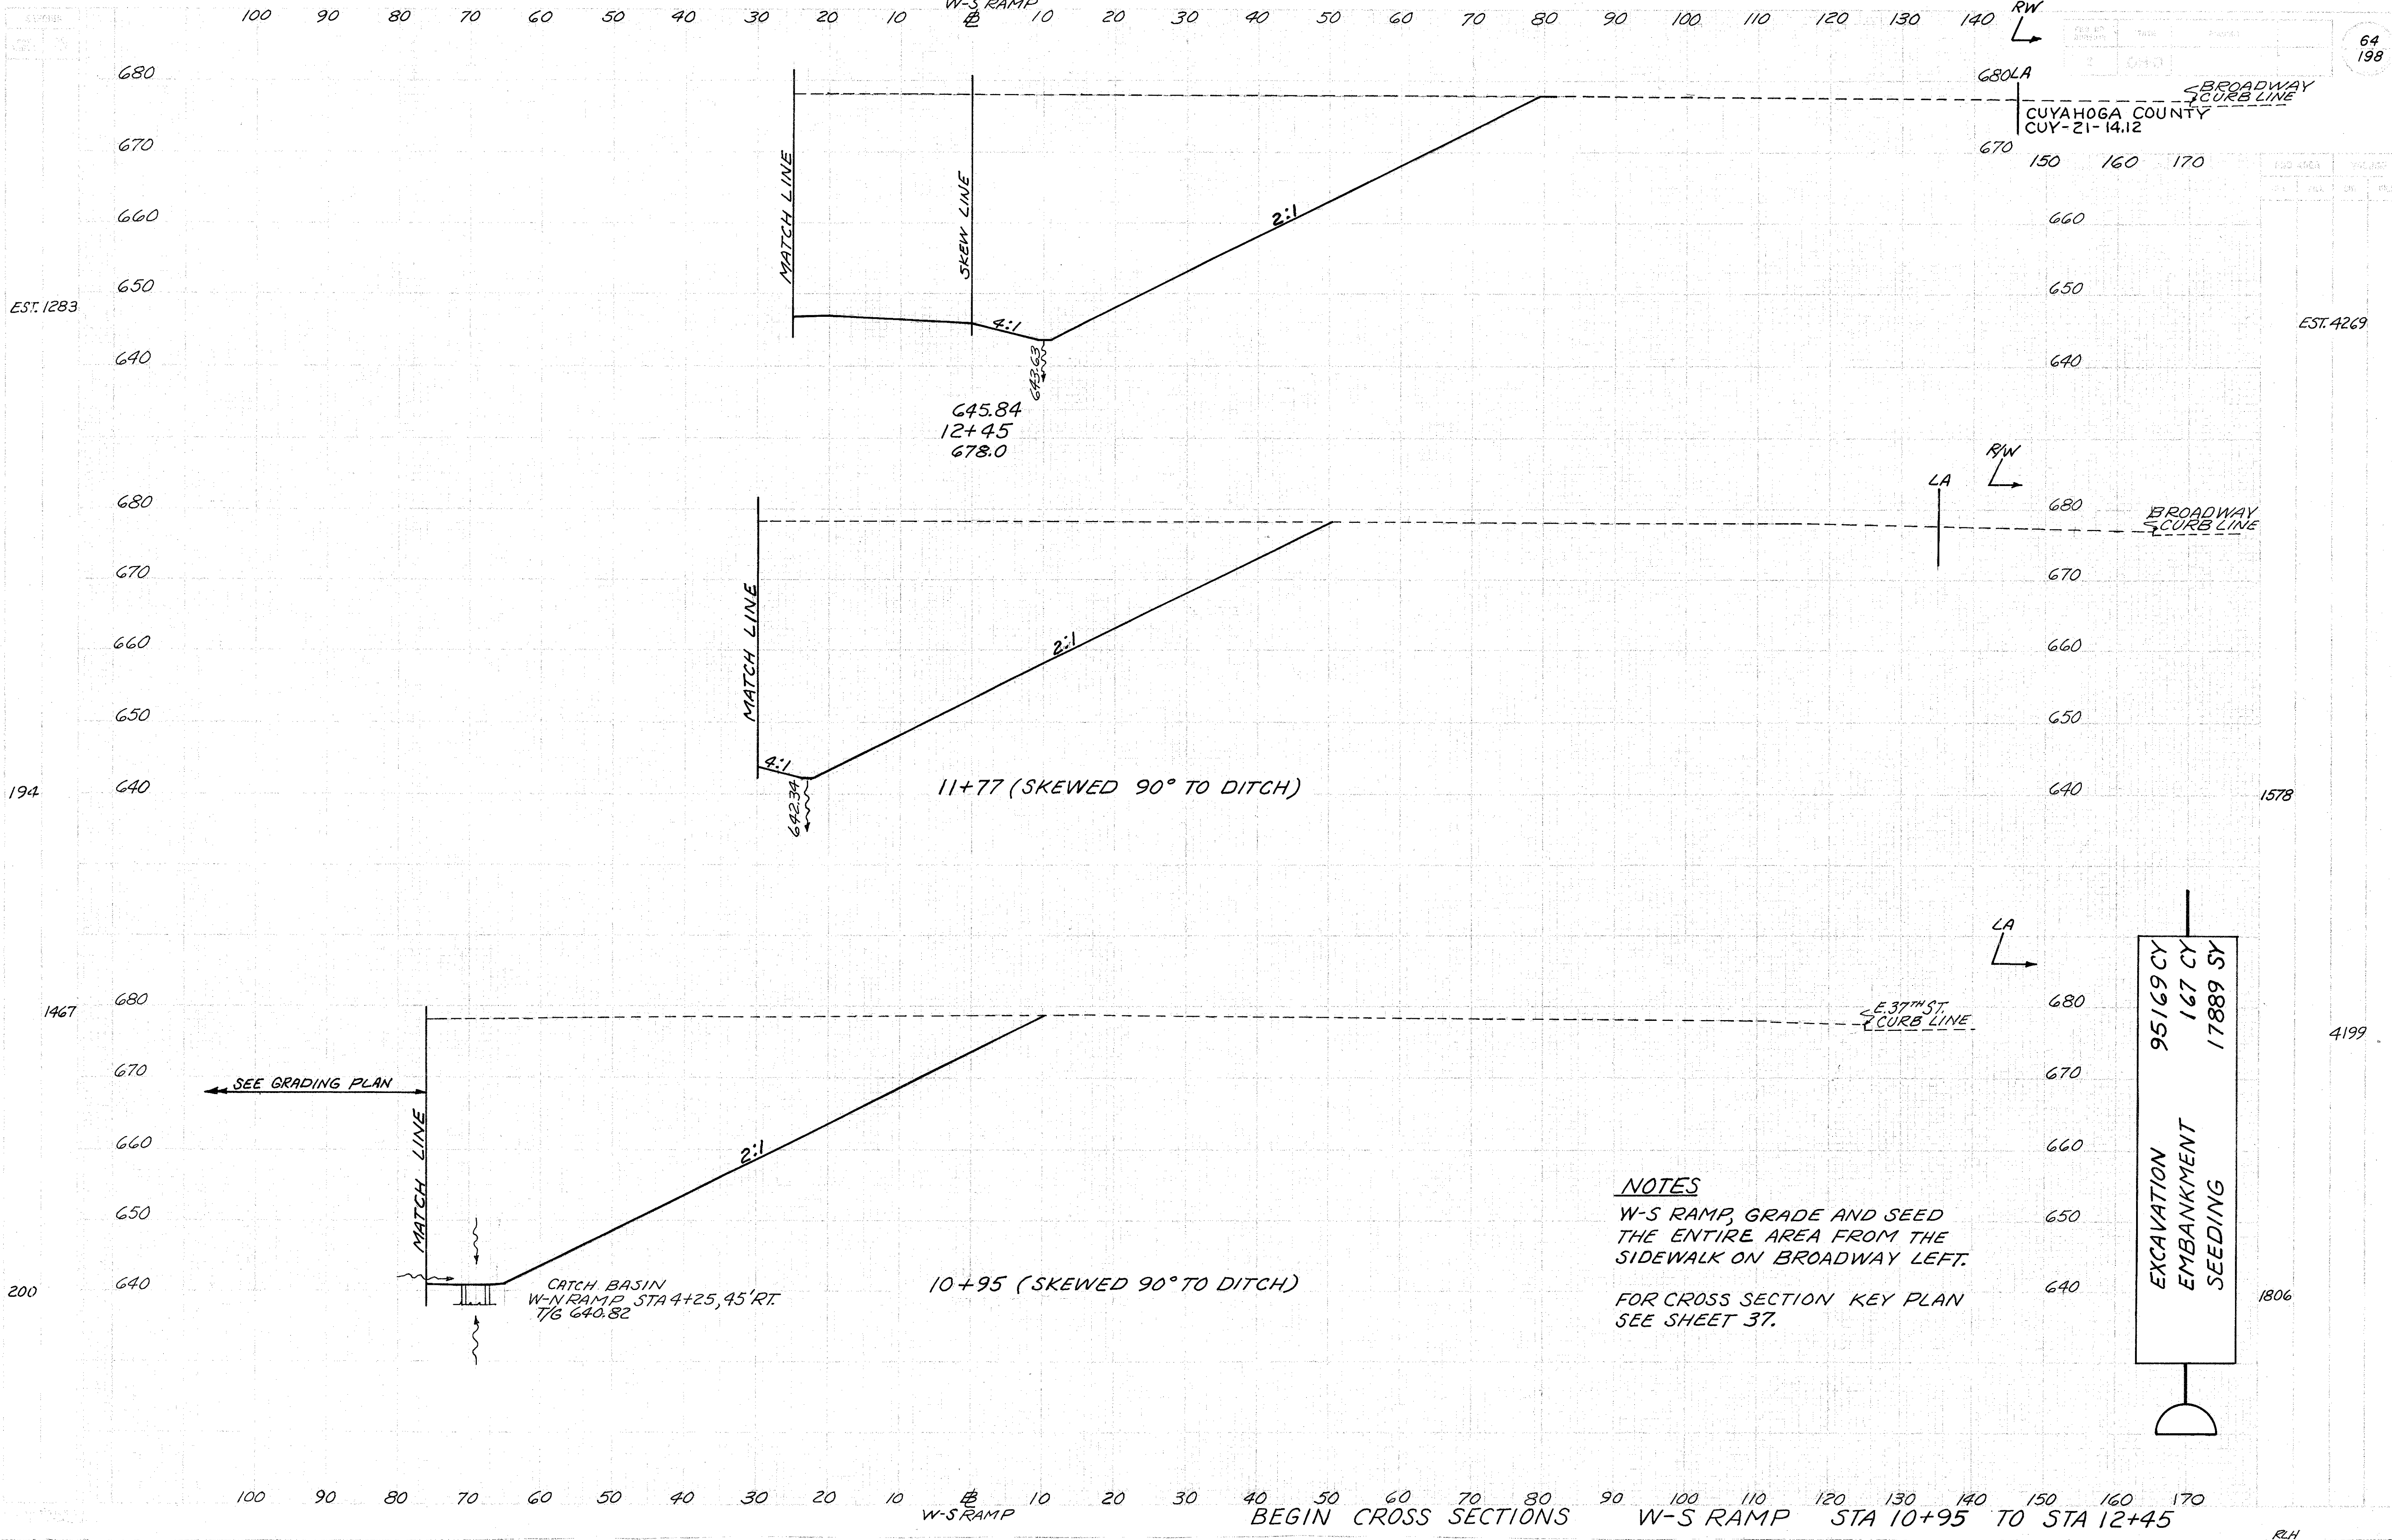 W-S RAMP
100 90 80 70 60 50 40 30 20 10 ℄ 10 20 30 40 50 60 70 80 90 100 110 120 130 140
RW
64
198
680
680 LA
BROADWAY
CURB LINE
CUYAHOGA COUNTY
CUY-21-14.12
670
670
150 160 170
MATCH LINE
SKEW LINE
660
2:1
660
650
650
EST. 1283
EST. 4269
4:1
640
640
643.63
645.84
12+45
678.0
R/W
LA
680
680
BROADWAY
CURB LINE
670
670
MATCH LINE
660
2:1
660
650
650
4:1
194
640
642.34
11+77 (SKEWED 90° TO DITCH)
640
1578
LA
680
680
1467
E. 37TH ST.
CURB LINE
4199
670
670
SEE GRADING PLAN
MATCH LINE
660
2:1
660
650
650
NOTES
W-S RAMP, GRADE AND SEED
THE ENTIRE AREA FROM THE
SIDEWALK ON BROADWAY LEFT.
FOR CROSS SECTION KEY PLAN
SEE SHEET 37.
200
640
CATCH BASIN
W-N RAMP STA 4+25, 45' RT.
T/G 640.82
10+95 (SKEWED 90° TO DITCH)
640
1806
EXCAVATION 95169 CY
EMBANKMENT 167 CY
SEEDING 17889 SY
100 90 80 70 60 50 40 30 20 10 ℄ 10 20 30 40 50 60 70 80 90 100 110 120 130 140 150 160 170
W-S RAMP
BEGIN CROSS SECTIONS W-S RAMP STA 10+95 TO STA 12+45
RLH